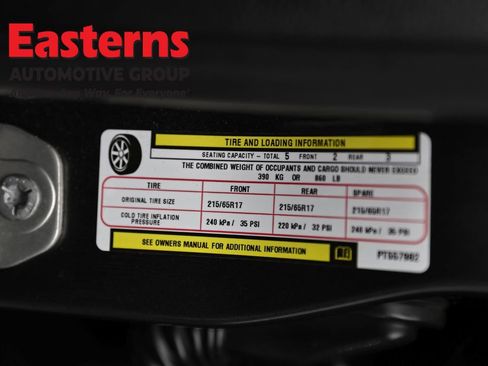 Easterns
AUTOMOTIVE GROUP
Way. For Everyone
TIRE AND LOADING INFORMATION
SEATING CAPACITY - TOTAL 5 FRONT 2 REAR 3
THE COMBINED WEIGHT OF OCCUPANTS AND CARGO SHOULD NEVER EXCEED
390 KG OR 860 LB
TIRE FRONT REAR SPARE
ORIGINAL TIRE SIZE 215/65R17 215/65R17 215/65R17
COLD TIRE INFLATION PRESSURE 240 kPa / 35 PSI 220 kPa / 32 PSI 240 kPa / 35 PSI
SEE OWNERS MANUAL FOR ADDITIONAL INFORMATION